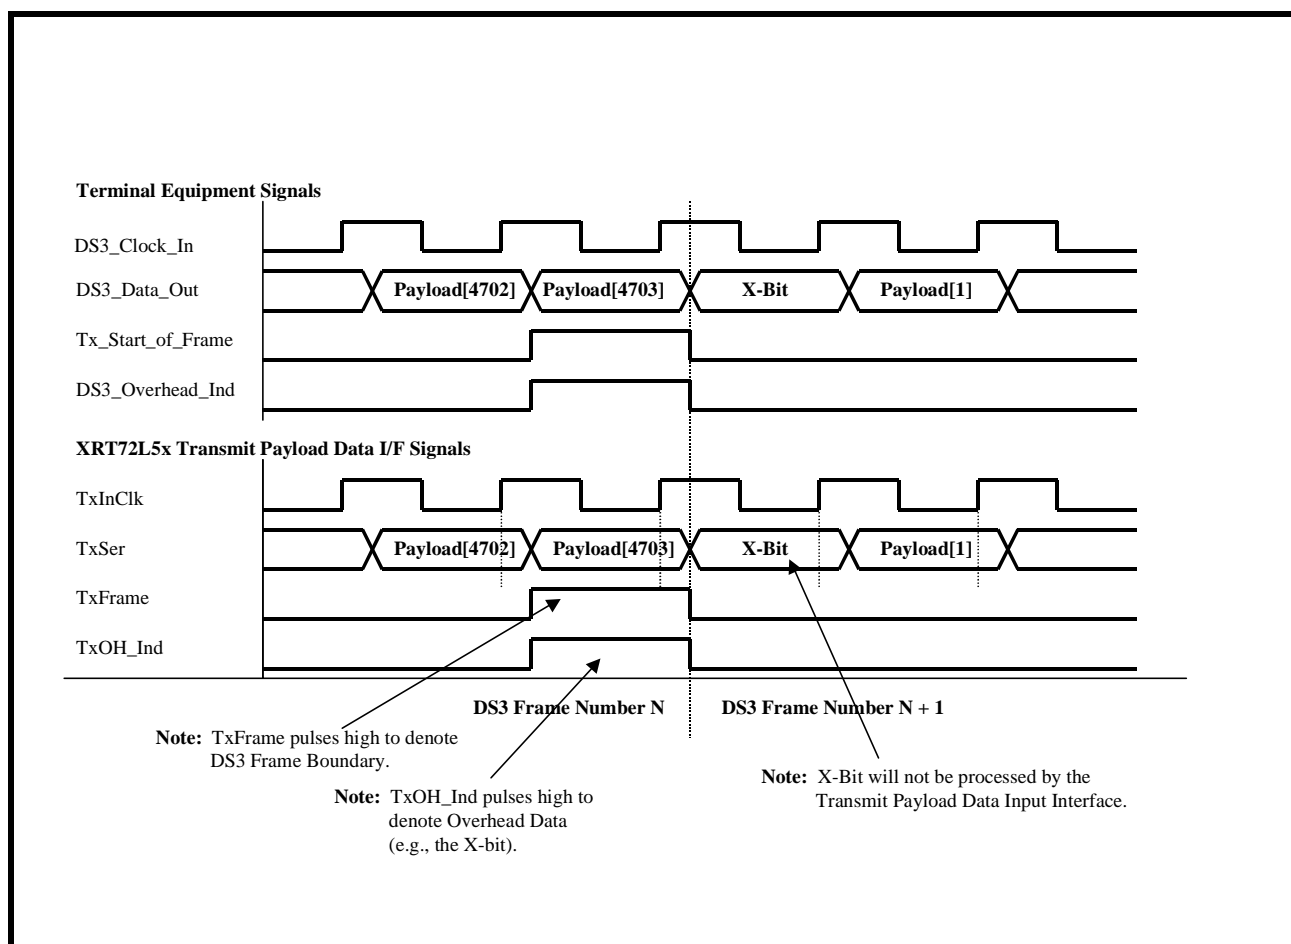 Terminal Equipment Signals
DS3_Clock_In
DS3_Data_Out
Payload[4702]
Payload[4703]
X-Bit
Payload[1]
Tx_Start_of_Frame
DS3_Overhead_Ind
XRT72L5x Transmit Payload Data I/F Signals
TxInClk
TxSer
Payload[4702]
Payload[4703]
X-Bit
Payload[1]
TxFrame
TxOH_Ind
DS3 Frame Number N
DS3 Frame Number N + 1
Note: TxFrame pulses high to denote
DS3 Frame Boundary.
Note: TxOH_Ind pulses high to
denote Overhead Data
(e.g., the X-bit).
Note: X-Bit will not be processed by the
Transmit Payload Data Input Interface.